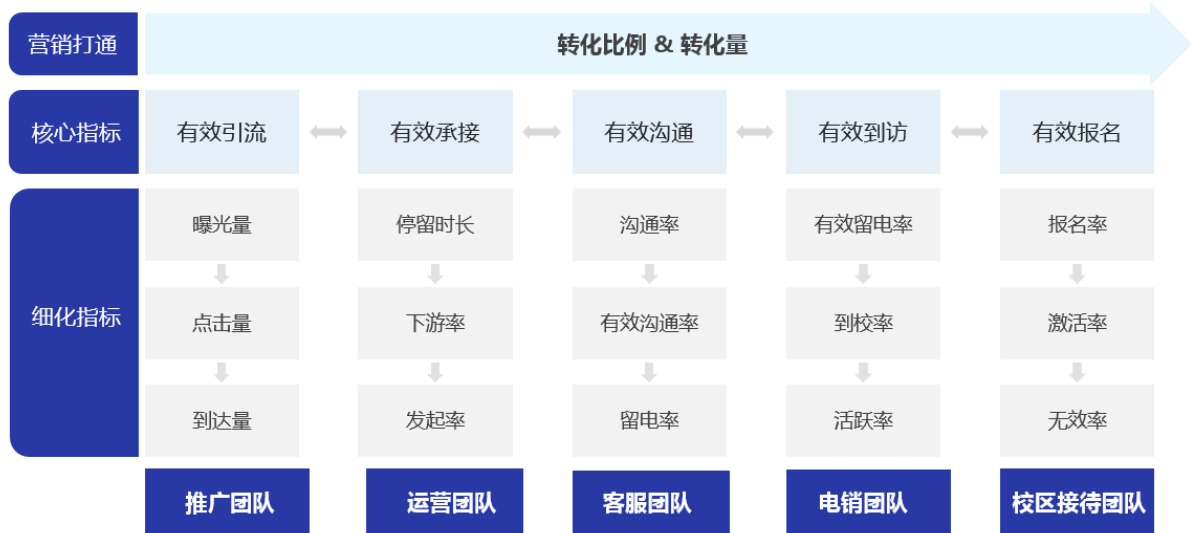 营销打通
转化比例 & 转化量
核心指标
有效引流
有效承接
有效沟通
有效到访
有效报名
细化指标
曝光量
停留时长
沟通率
有效留电率
报名率
点击量
下游率
有效沟通率
到校率
激活率
到达量
发起率
留电率
活跃率
无效率
推广团队
运营团队
客服团队
电销团队
校区接待团队